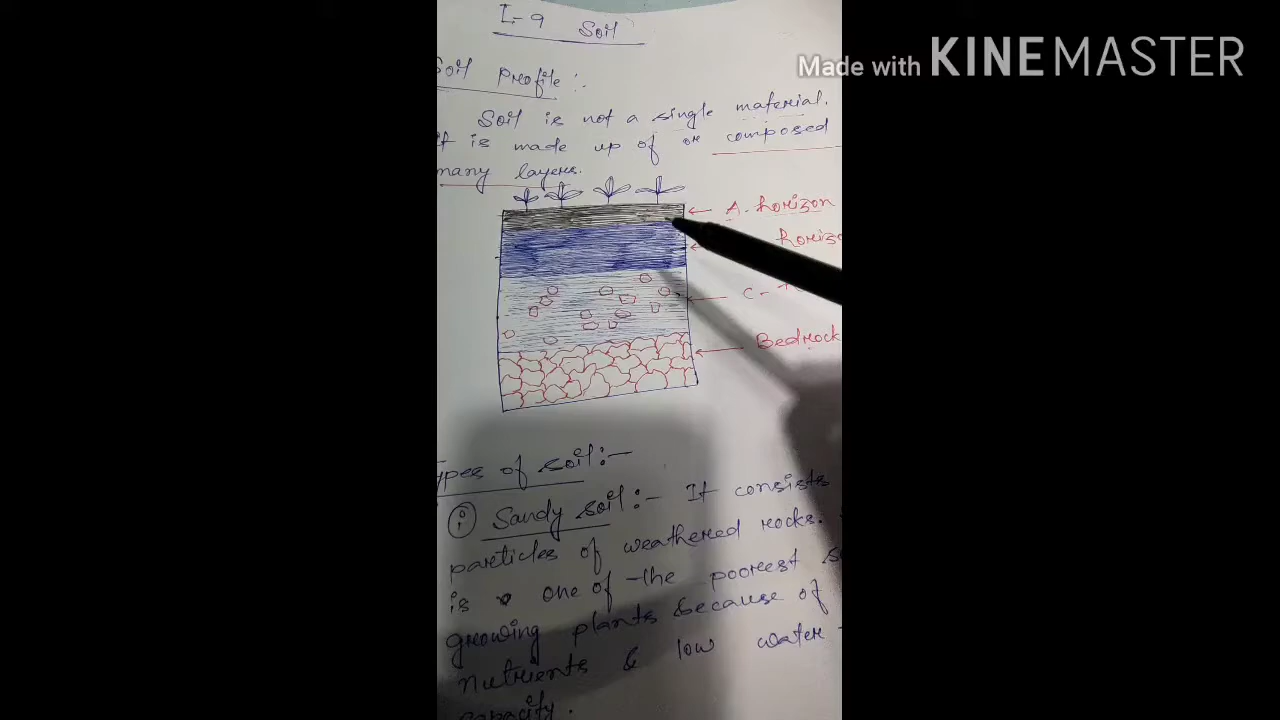 L-9 Soil
Made with KINEMASTER
Soil Profile:-
Soil is not a single material.
It is made up of or composed
many layers.
A-horizon
horizo
C-
Bedrock
Types of soil:-
(i) Sandy soil:- It consists
particles of weathered rocks.
is one of the poorest
growing plants because of
nutrients & low water
capacity.